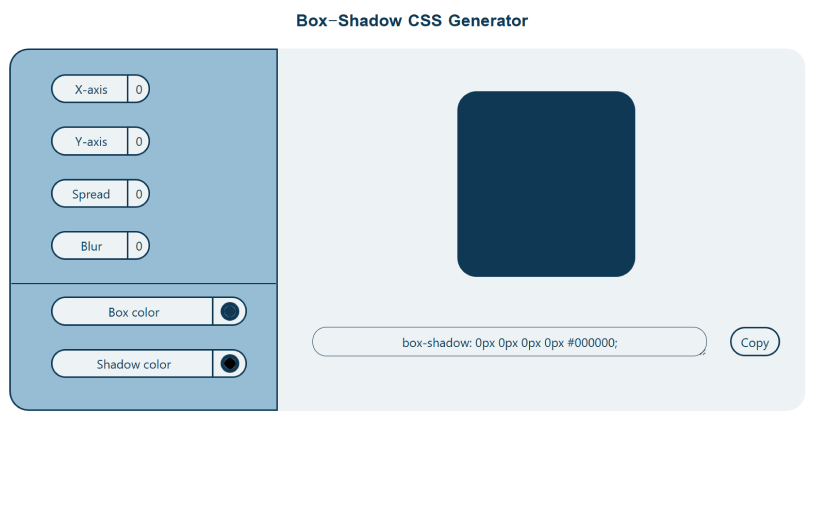 Box-Shadow CSS Generator
X-axis 0
Y-axis 0
Spread 0
Blur 0
Box color
Shadow color
box-shadow: 0px 0px 0px 0px #000000;
Copy